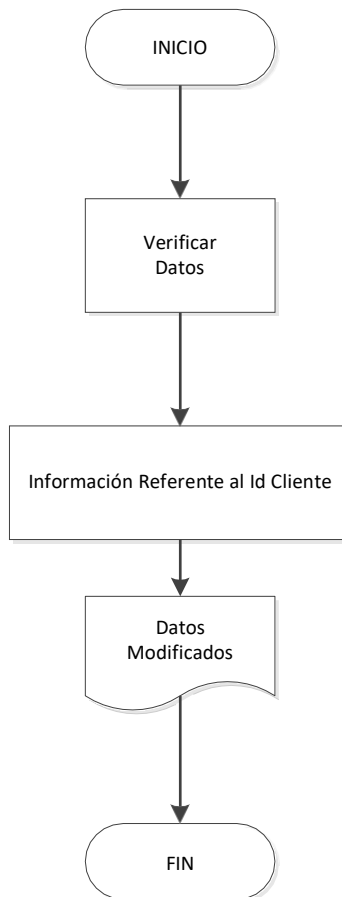 INICIO
Verificar
Datos
Información Referente al Id Cliente
Datos
Modificados
FIN